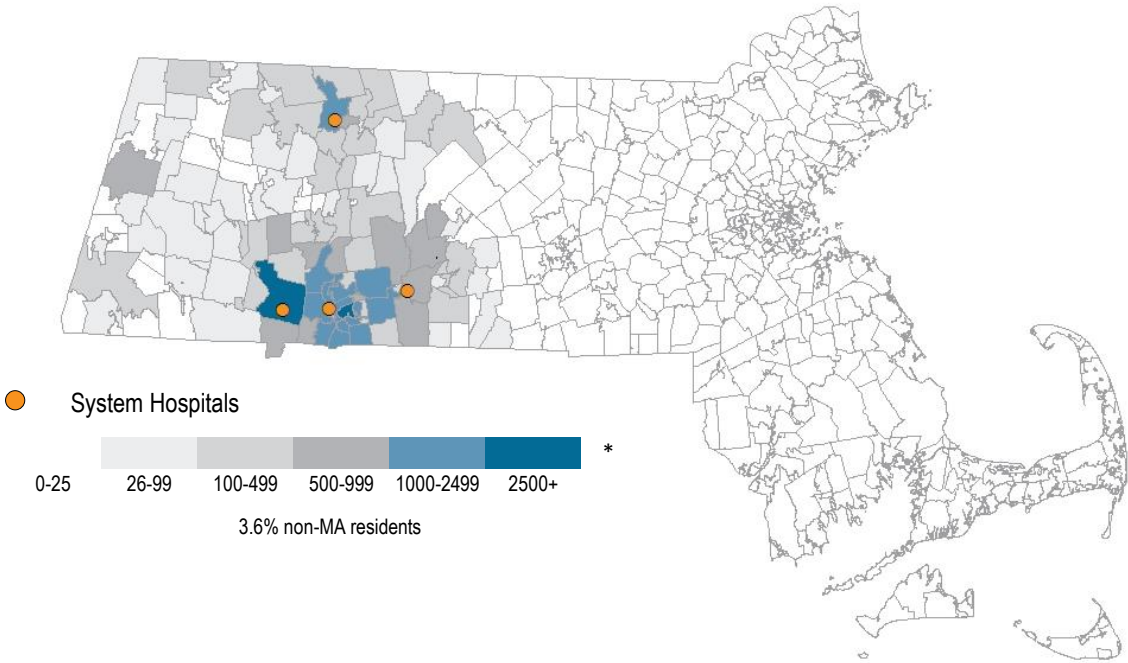 System Hospitals
*
0-25 26-99 100-499 500-999 1000-2499 2500+
3.6% non-MA residents